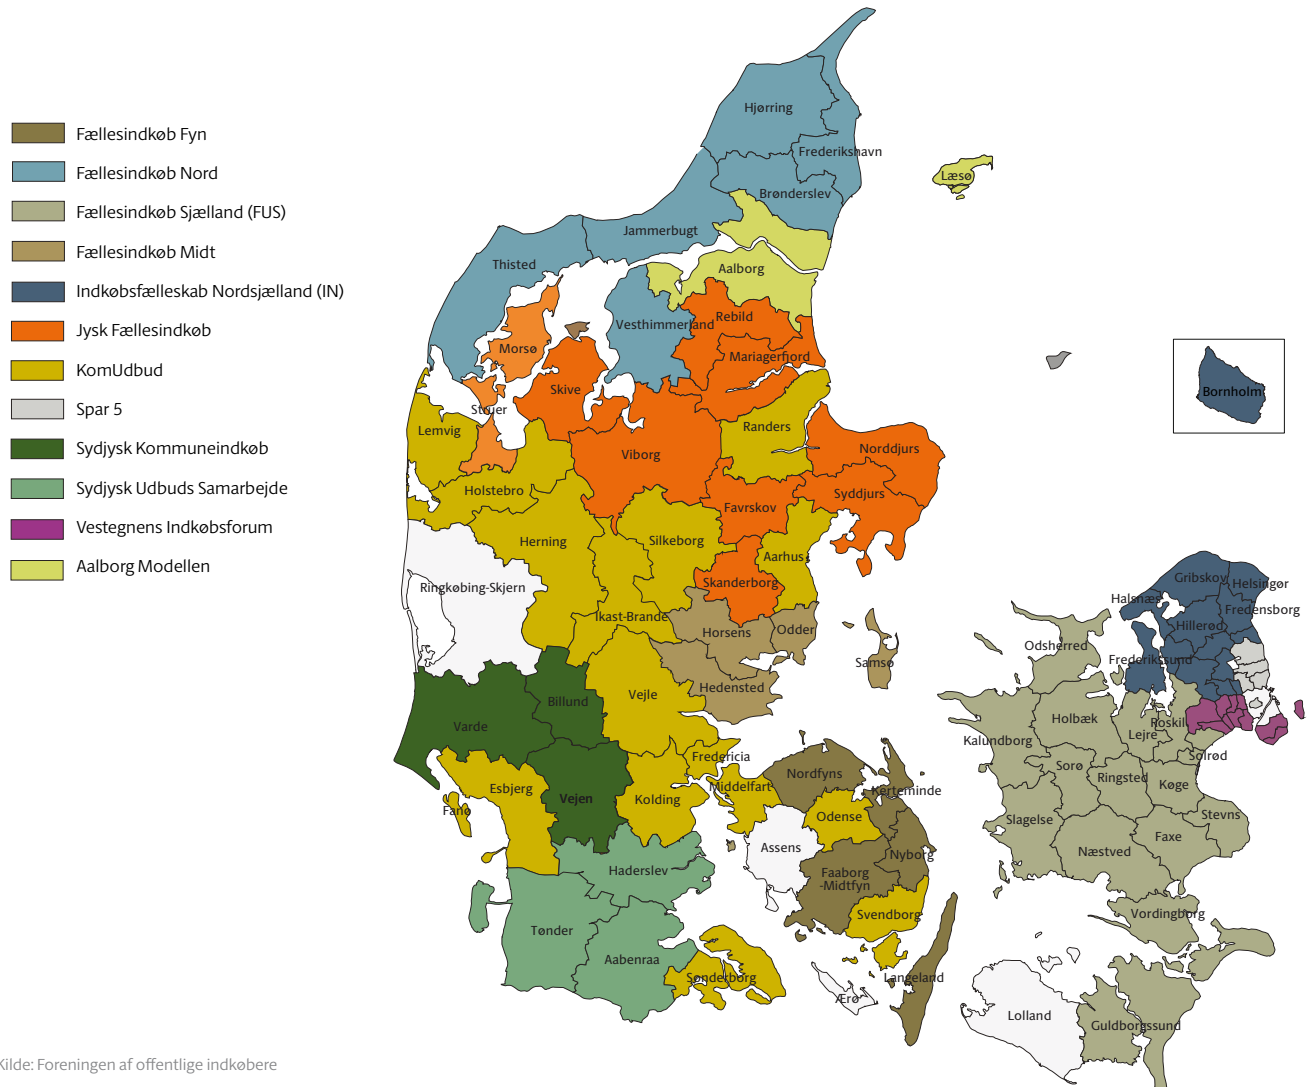 Fællesindkøb Fyn
Fællesindkøb Nord
Fællesindkøb Sjælland (FUS)
Fællesindkøb Midt
Indkøbsfælleskab Nordsjælland (IN)
Jysk Fællesindkøb
KomUdbud
Spar 5
Sydjysk Kommuneindkøb
Sydjysk Udbuds Samarbejde
Vestegnens Indkøbsforum
Aalborg Modellen
Hjørring
Frederikshavn
Læsø
Brønderslev
Jammerbugt
Thisted
Aalborg
Rebild
Vesthimmerland
Morsø
Mariagerfjord
Skive
Bornholm
Struer
Lemvig
Randers
Norddjurs
Viborg
Holstebro
Syddjurs
Favrskov
Herning
Silkeborg
Aarhus
Skanderborg
Ringkøbing-Skjern
Ikast-Brande
Horsens
Odder
Samsø
Hedensted
Vejle
Billund
Varde
Fredericia
Esbjerg
Vejen
Kolding
Middelfart
Nordfyns
Kerteminde
Fanø
Odense
Assens
Nyborg
Faaborg
-Midtfyn
Haderslev
Svendborg
Tønder
Aabenraa
Sønderborg
Langeland
Ærø
Gribskov
Helsingør
Halsnæs
Fredensborg
Hillerød
Odsherred
Frederikssund
Holbæk
Roskil
Lejre
Kalundborg
Solrød
Sorø
Ringsted
Køge
Slagelse
Stevns
Faxe
Næstved
Vordingborg
Lolland
Guldborgsund
Kilde: Foreningen af offentlige indkøbere